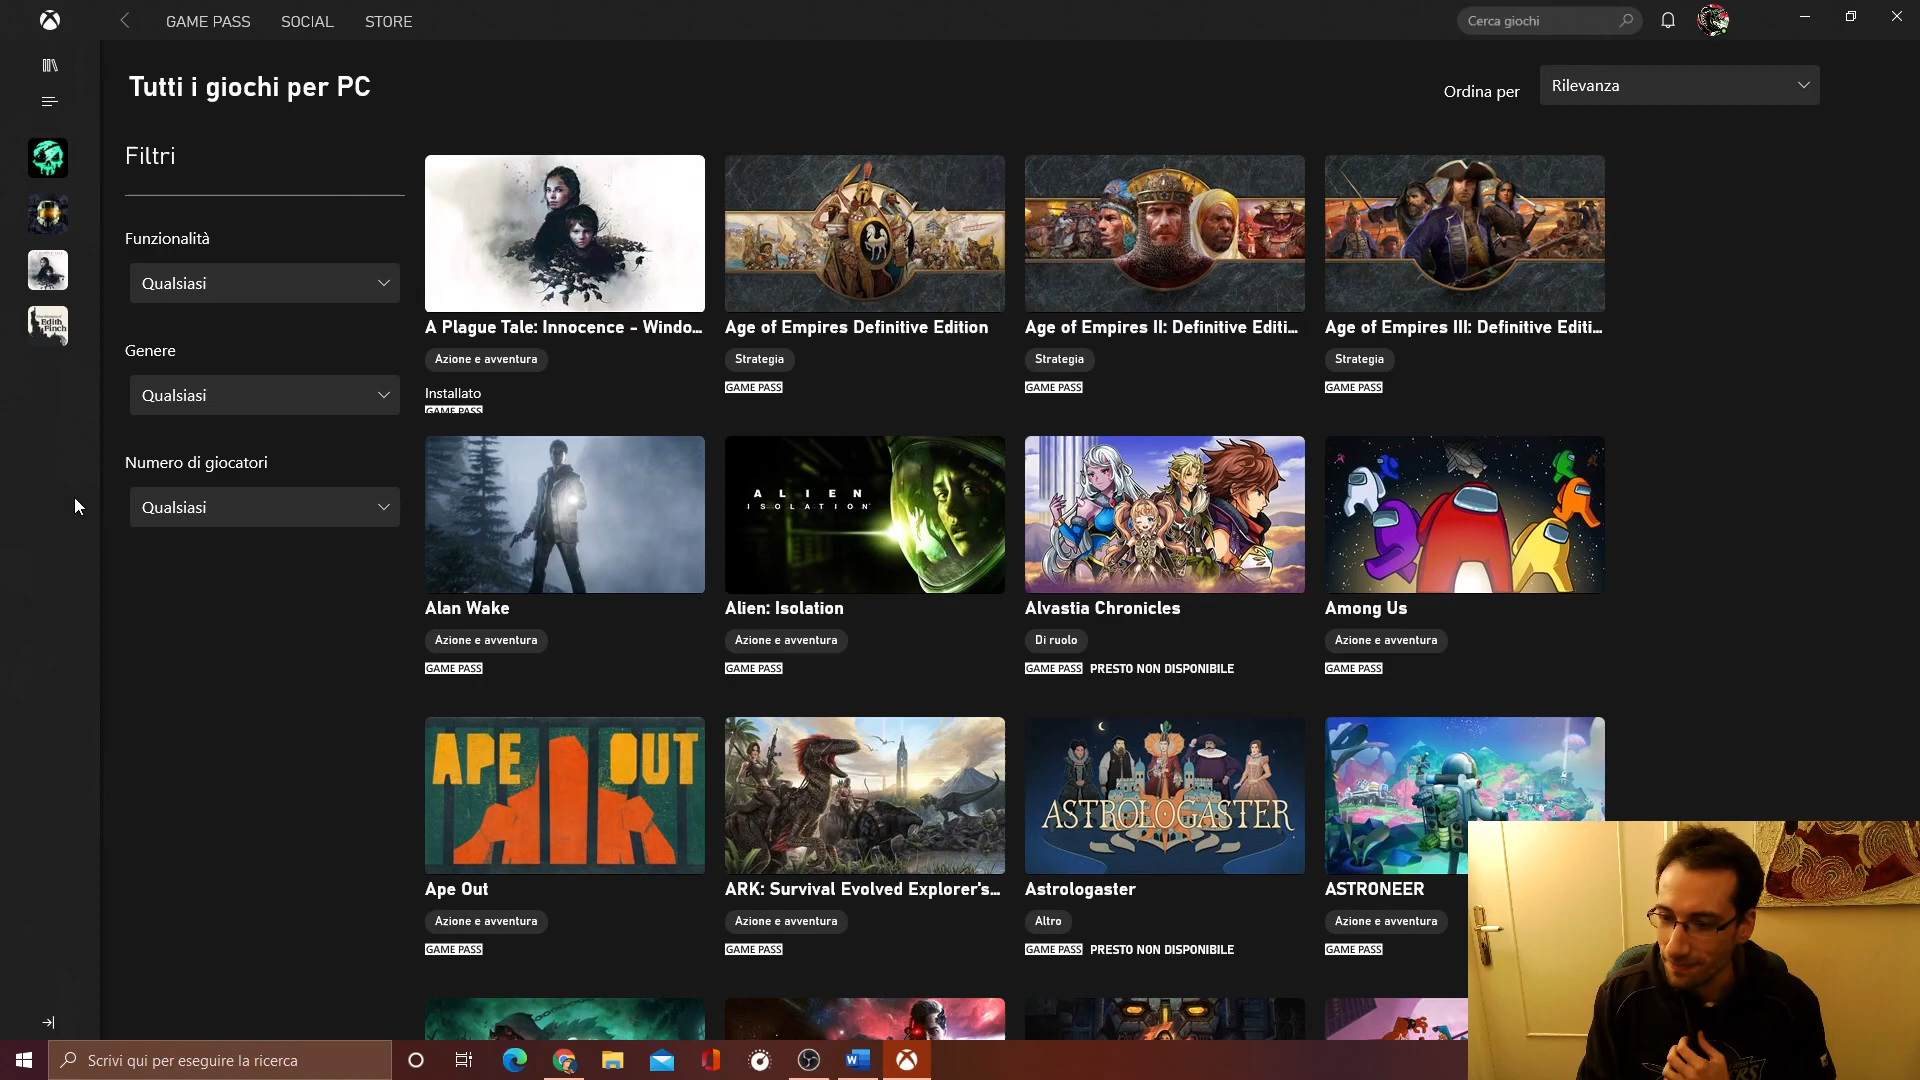 GAME PASS
SOCIAL
STORE
Cerca giochi
Tutti i giochi per PC
Ordina per
Rilevanza
Filtri
Funzionalità
Qualsiasi
Genere
Qualsiasi
Numero di giocatori
Qualsiasi
Edith
Finch
A Plague Tale: Innocence - Windo...
Azione e avventura
Installato
GAME PASS
Age of Empires Definitive Edition
Strategia
GAME PASS
Age of Empires II: Definitive Editi...
Strategia
GAME PASS
Age of Empires III: Definitive Editi...
Strategia
GAME PASS
Alan Wake
Azione e avventura
GAME PASS
ALIEN
ISOLATION
Alien: Isolation
Azione e avventura
GAME PASS
Alvastia Chronicles
Di ruolo
GAME PASS PRESTO NON DISPONIBILE
Among Us
Azione e avventura
GAME PASS
APE OUT
Ape Out
Azione e avventura
GAME PASS
ARK: Survival Evolved Explorer's...
Azione e avventura
GAME PASS
ASTROLOGASTER
Astrologaster
Altro
GAME PASS PRESTO NON DISPONIBILE
ASTRONEER
Azione e avventura
GAME PASS
Scrivi qui per eseguire la ricerca